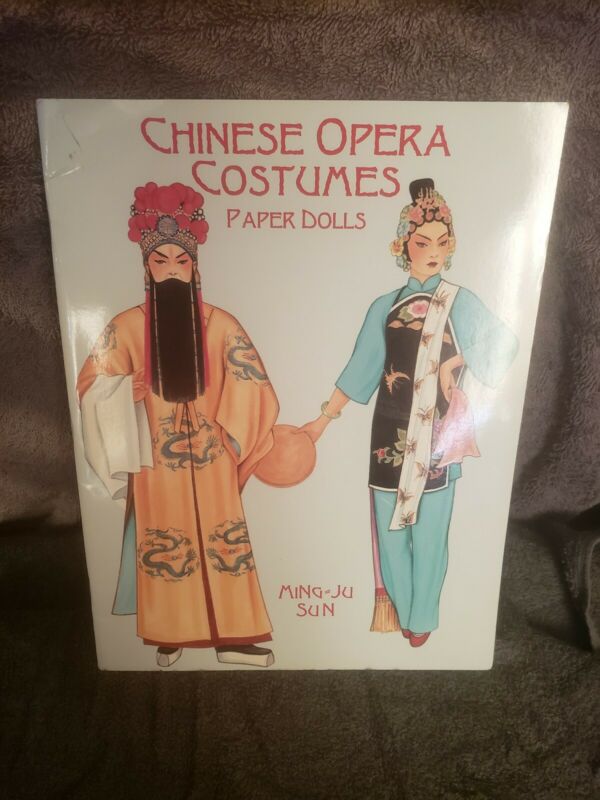 CHINESE OPERA
COSTUMES
PAPER DOLLS
MING-JU
SUN